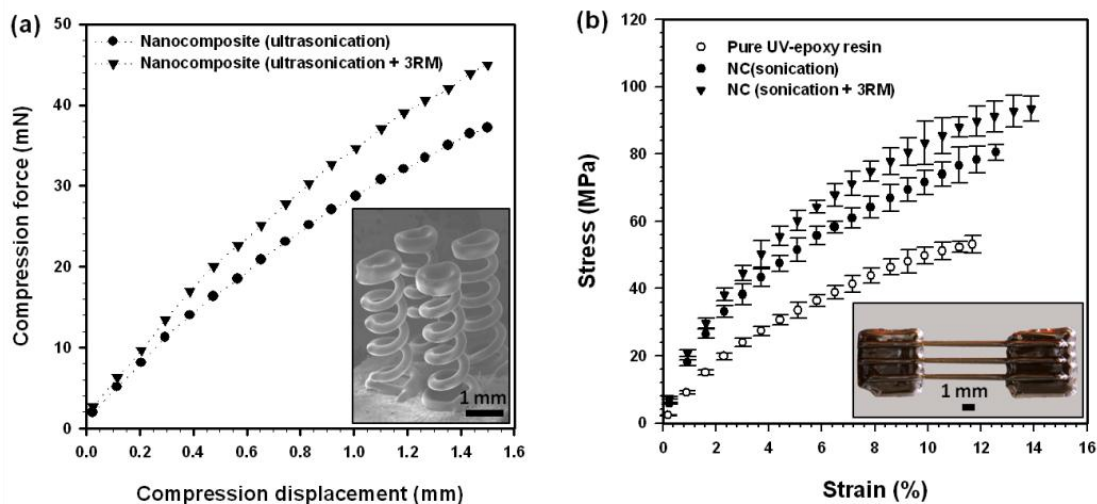 (a)
50
40
30
20
10
0
Compression force (mN)
Nanocomposite (ultrasonication)
Nanocomposite (ultrasonication + 3RM)
1 mm
0.0 0.2 0.4 0.6 0.8 1.0 1.2 1.4 1.6
Compression displacement (mm)
(b)
120
100
80
60
40
20
0
Stress (MPa)
Pure UV-epoxy resin
NC(sonication)
NC (sonication + 3RM)
1 mm
0 2 4 6 8 10 12 14 16
Strain (%)